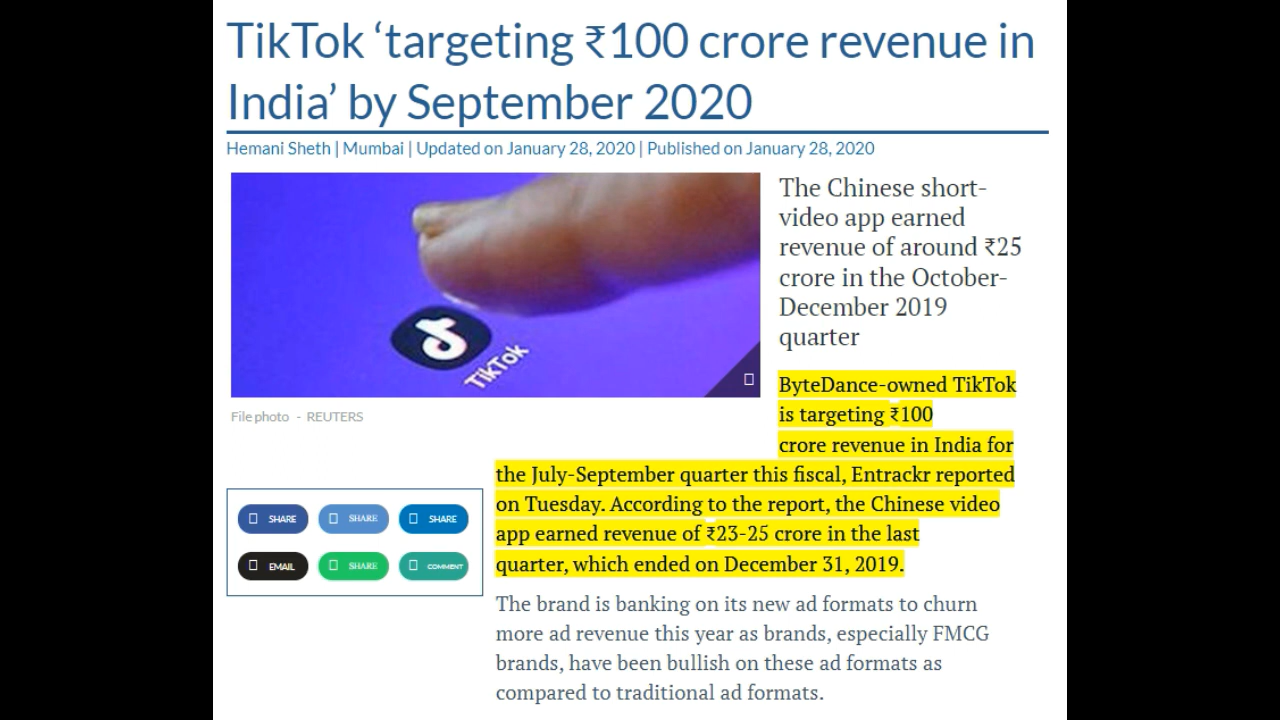 TikTok ‘targeting ₹100 crore revenue in
India’ by September 2020
Hemani Sheth | Mumbai | Updated on January 28, 2020 | Published on January 28, 2020
TikTok
File photo - REUTERS
The Chinese short-
video app earned
revenue of around ₹25
crore in the October-
December 2019
quarter
ByteDance-owned TikTok
is targeting ₹100
crore revenue in India for
the July-September quarter this fiscal, Entrackr reported
on Tuesday. According to the report, the Chinese video
app earned revenue of ₹23-25 crore in the last
quarter, which ended on December 31, 2019.
SHARE SHARE SHARE
EMAIL SHARE COMMENT
The brand is banking on its new ad formats to churn
more ad revenue this year as brands, especially FMCG
brands, have been bullish on these ad formats as
compared to traditional ad formats.